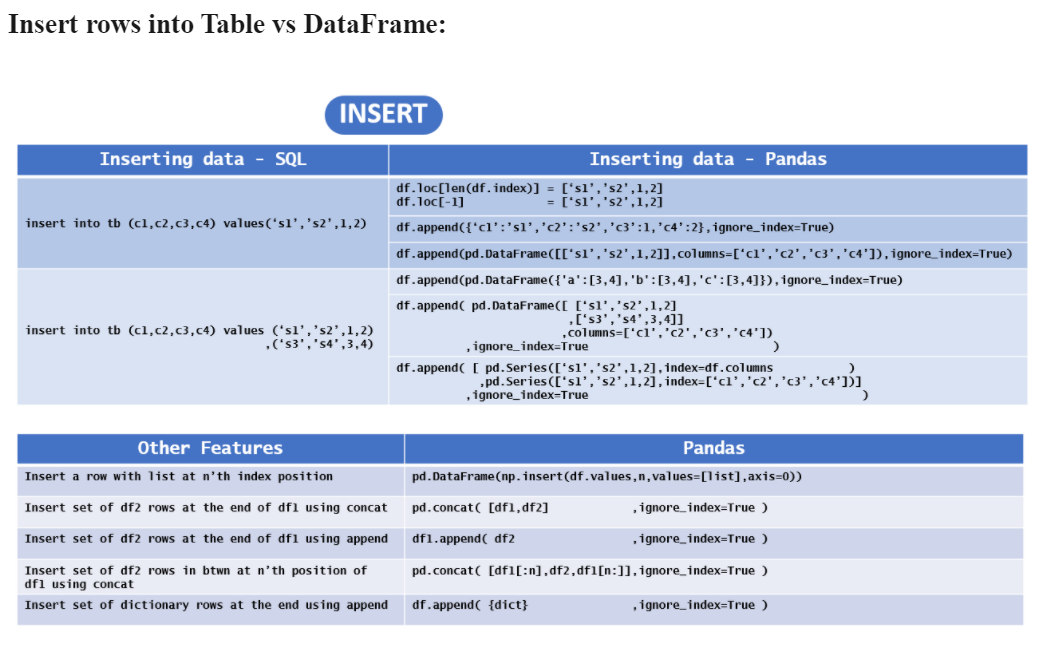 Insert rows into Table vs DataFrame:
INSERT
Inserting data - SQL
Inserting data - Pandas
insert into tb (c1,c2,c3,c4) values(‘s1’,’s2’,1,2)
df.loc[len(df.index)] = [‘s1’,’s2’,1,2]
df.loc[-1] = [‘s1’,’s2’,1,2]
df.append({‘c1’:’s1’,’c2’:’s2’,’c3’:1,’c4’:2},ignore_index=True)
df.append(pd.DataFrame([[‘s1’,’s2’,1,2]],columns=[‘c1’,’c2’,’c3’,’c4’]),ignore_index=True)
insert into tb (c1,c2,c3,c4) values (‘s1’,’s2’,1,2)
,(‘s3’,’s4’,3,4)
df.append(pd.DataFrame({‘a’:[3,4],’b’:[3,4],’c’:[3,4]}),ignore_index=True)
df.append( pd.DataFrame([ [‘s1’,’s2’,1,2]
,[‘s3’,’s4’,3,4]]
,columns=[‘c1’,’c2’,’c3’,’c4’])
,ignore_index=True )
df.append( [ pd.Series([‘s1’,’s2’,1,2],index=df.columns )
,pd.Series([‘s1’,’s2’,1,2],index=[‘c1’,’c2’,’c3’,’c4’])]
,ignore_index=True )
Other Features
Pandas
Insert a row with list at n’th index position
pd.DataFrame(np.insert(df.values,n,values=[list],axis=0))
Insert set of df2 rows at the end of df1 using concat
pd.concat( [df1,df2] ,ignore_index=True )
Insert set of df2 rows at the end of df1 using append
df1.append( df2 ,ignore_index=True )
Insert set of df2 rows in btwn at n’th position of
df1 using concat
pd.concat( [df1[:n],df2,df1[n:]],ignore_index=True )
Insert set of dictionary rows at the end using append
df.append( {dict} ,ignore_index=True )